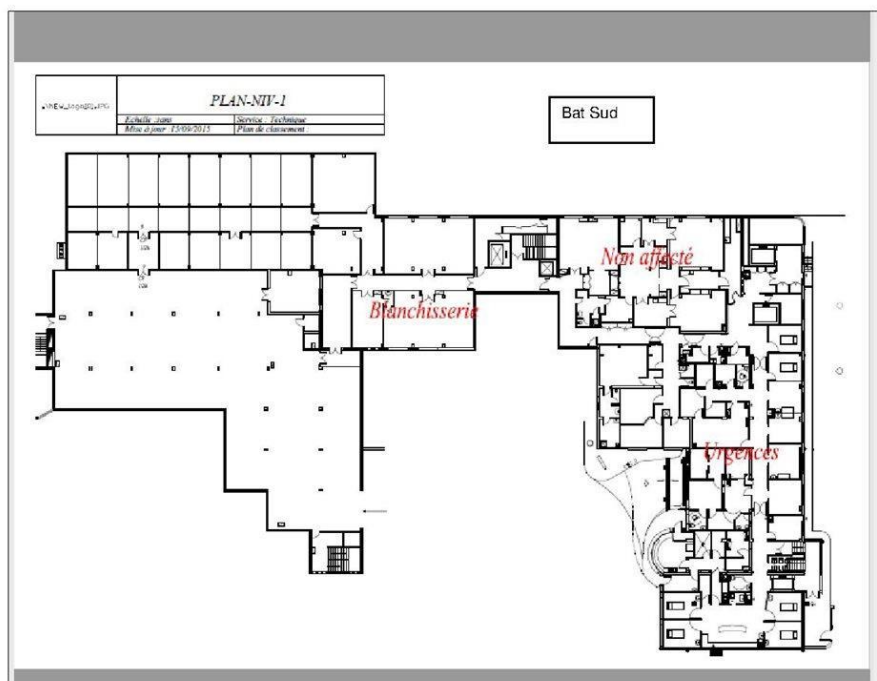 PLAN-NIV-1
Echelle :sans
Service : Technique
Mise à jour 15/09/2015
Plan de classement :
Bat Sud
Non affecté
Blanchisserie
Urgences